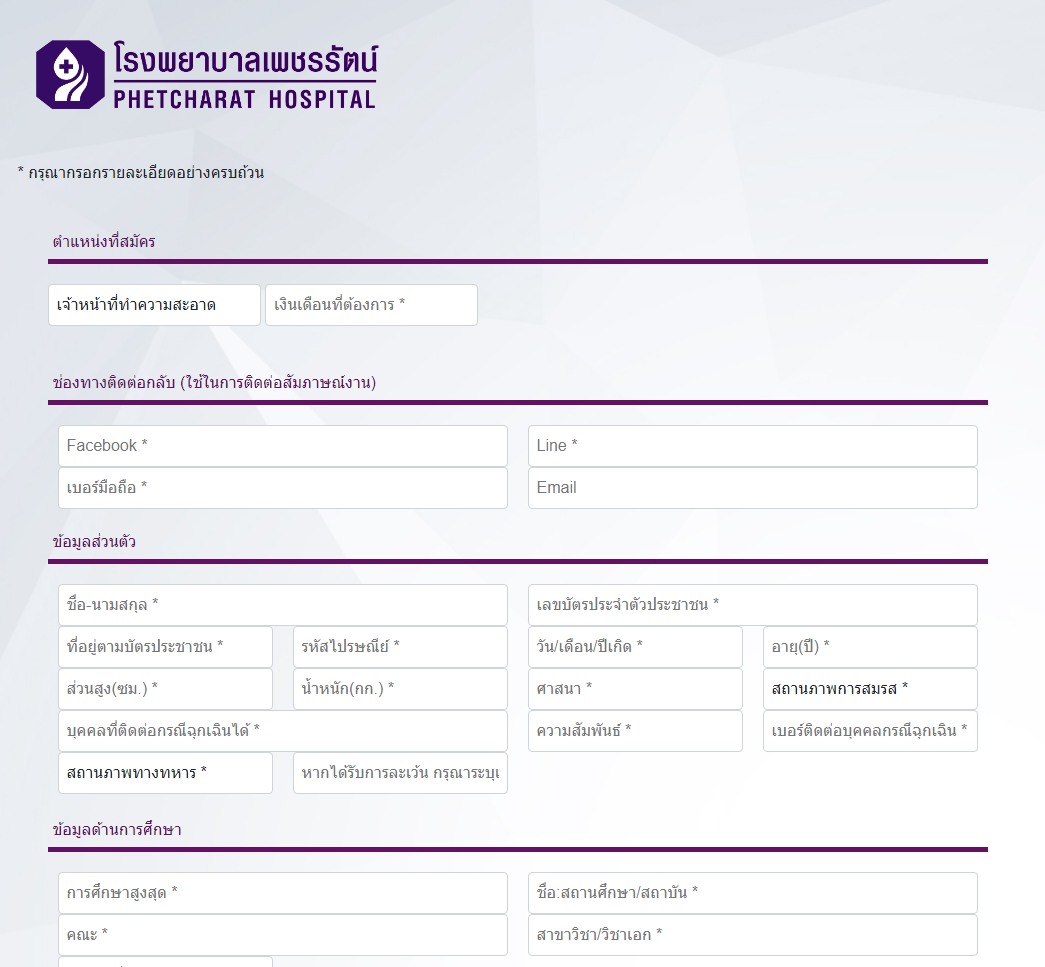 โรงพยาบาลเพชรรัตน์
PHETCHARAT HOSPITAL
* กรุณากรอกรายละเอียดอย่างครบถ้วน
ตำแหน่งที่สมัคร
เจ้าหน้าที่ทำความสะอาด เงินเดือนที่ต้องการ *
ช่องทางติดต่อกลับ (ใช้ในการติดต่อสัมภาษณ์งาน)
Facebook * Line *
เบอร์มือถือ * Email
ข้อมูลส่วนตัว
ชื่อ-นามสกุล * เลขบัตรประจำตัวประชาชน *
ที่อยู่ตามบัตรประชาชน * รหัสไปรษณีย์ * วัน/เดือน/ปีเกิด * อายุ(ปี) *
ส่วนสูง(ซม.) * น้ำหนัก(กก.) * ศาสนา * สถานภาพการสมรส *
บุคคลที่ติดต่อกรณีฉุกเฉินได้ * ความสัมพันธ์ * เบอร์ติดต่อบุคคลกรณีฉุกเฉิน *
สถานภาพทางทหาร * หากได้รับการละเว้น กรุณาระบุ
ข้อมูลด้านการศึกษา
การศึกษาสูงสุด * ชื่อ:สถานศึกษา/สถาบัน *
คณะ * สาขาวิชา/วิชาเอก *